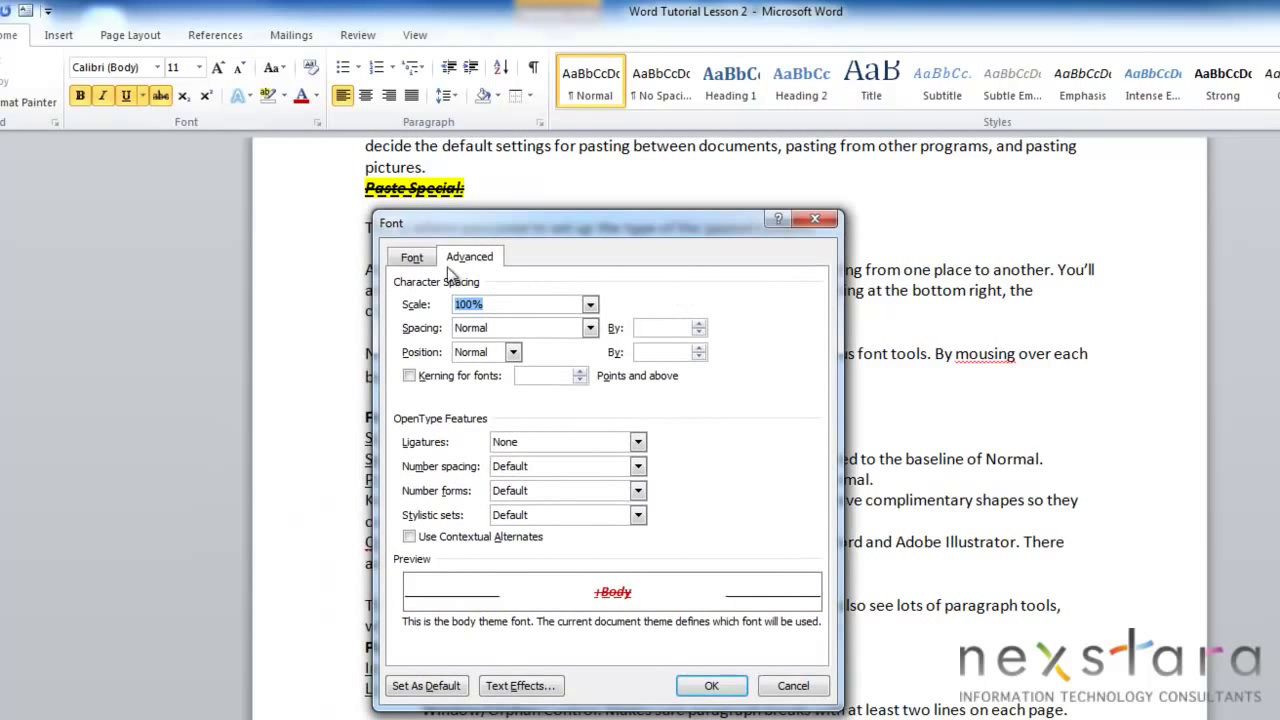 Word Tutorial Lesson 2 - Microsoft Word
ome Insert Page Layout References Mailings Review View
Calibri (Body) 11 Aa
AaBbCcDc AaBbCcDc AaBbCc AaBbCc AaB AaBbCc. AaBbCcDc AaBbCcDc AaBbCcDc AaBbCcDc
B I U abc X₂ X² A A
mat Painter ¶ Normal ¶ No Spaci... Heading 1 Heading 2 Title Subtitle Subtle Em... Emphasis Intense E... Strong
Font Paragraph Styles
decide the default settings for pasting between documents, pasting from other programs, and pasting
pictures.
Paste Special:
Font
Font Advanced
ng from one place to another. You'll
Character Spacing
ing at the bottom right, the
Scale: 100%
Spacing: Normal By:
Position: Normal By:
us font tools. By mousing over each
Kerning for fonts: Points and above
OpenType Features
Ligatures: None
ed to the baseline of Normal.
Number spacing: Default
mal.
Number forms: Default
ve complimentary shapes so they
Stylistic sets: Default
Use Contextual Alternates
ord and Adobe Illustrator. There
Preview
+Body
lso see lots of paragraph tools,
This is the body theme font. The current document theme defines which font will be used.
Set As Default Text Effects... OK Cancel
Window/Orphan Control: Makes sure paragraph breaks with at least two lines on each page.
nexstara
INFORMATION TECHNOLOGY CONSULTANTS